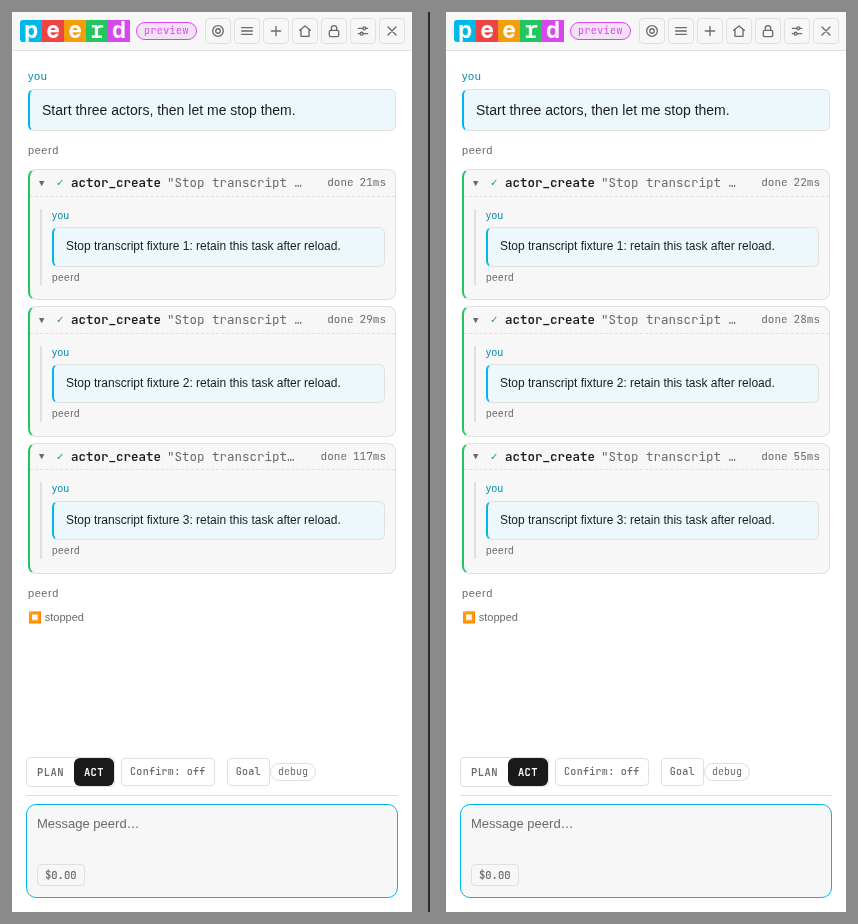 peerd preview
you
Start three actors, then let me stop them.
peerd
▼ ✓ actor_create "Stop transcript … done 21ms
you
Stop transcript fixture 1: retain this task after reload.
peerd
▼ ✓ actor_create "Stop transcript … done 29ms
you
Stop transcript fixture 2: retain this task after reload.
peerd
▼ ✓ actor_create "Stop transcript… done 117ms
you
Stop transcript fixture 3: retain this task after reload.
peerd
peerd
⏹ stopped
PLAN ACT Confirm: off Goal debug
Message peerd…
$0.00
peerd preview
you
Start three actors, then let me stop them.
peerd
▼ ✓ actor_create "Stop transcript … done 22ms
you
Stop transcript fixture 1: retain this task after reload.
peerd
▼ ✓ actor_create "Stop transcript … done 28ms
you
Stop transcript fixture 2: retain this task after reload.
peerd
▼ ✓ actor_create "Stop transcript … done 55ms
you
Stop transcript fixture 3: retain this task after reload.
peerd
peerd
⏹ stopped
PLAN ACT Confirm: off Goal debug
Message peerd…
$0.00